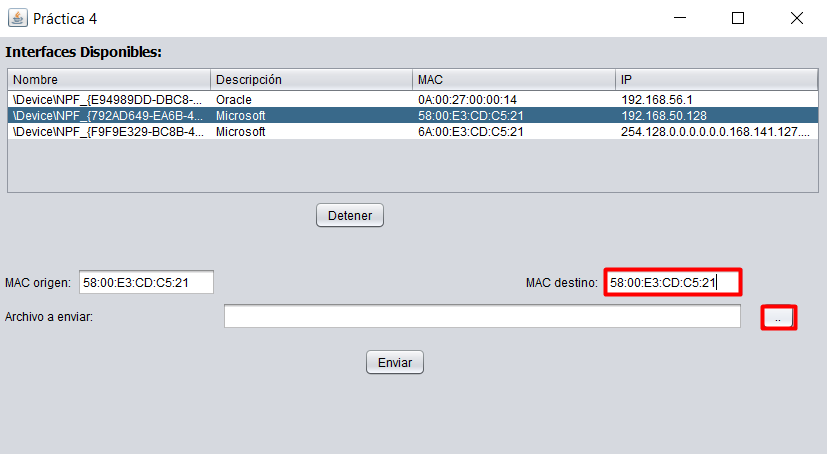 Práctica 4
Interfaces Disponibles:
Nombre Descripción MAC IP
\Device\NPF_{E94989DD-DBC8-... Oracle 0A:00:27:00:00:14 192.168.56.1
\Device\NPF_{792AD649-EA6B-4... Microsoft 58:00:E3:CD:C5:21 192.168.50.128
\Device\NPF_{F9F9E329-BC8B-4... Microsoft 6A:00:E3:CD:C5:21 254.128.0.0.0.0.0.0.168.141.127....
Detener
MAC origen: 58:00:E3:CD:C5:21 MAC destino: 58:00:E3:CD:C5:21
Archivo a enviar: ..
Enviar